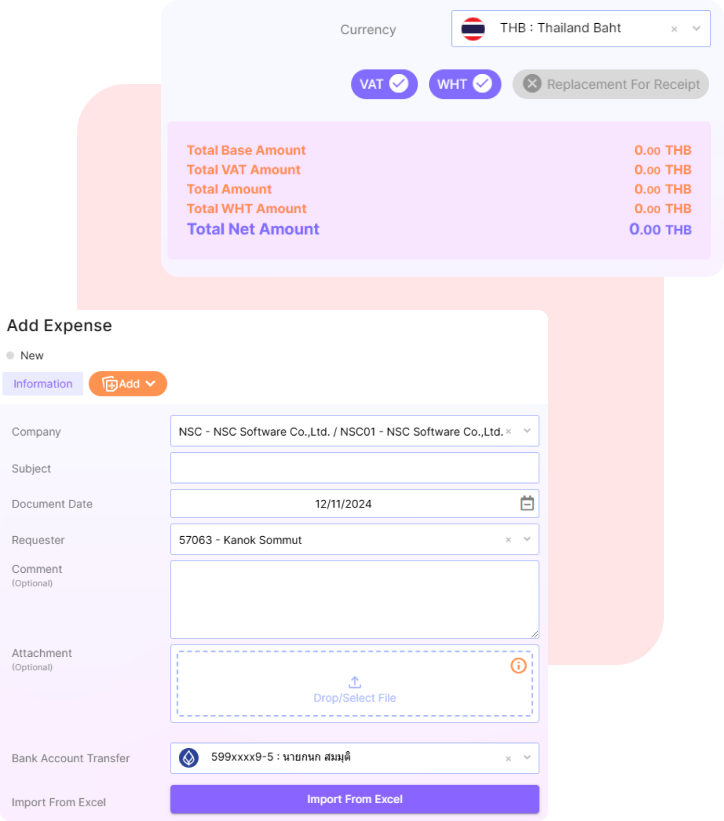 Currency
THB : Thailand Baht
VAT
WHT
Replacement For Receipt
Total Base Amount 0.00 THB
Total VAT Amount 0.00 THB
Total Amount 0.00 THB
Total WHT Amount 0.00 THB
Total Net Amount 0.00 THB
Add Expense
New
Information
Add
Company
NSC - NSC Software Co.,Ltd. / NSC01 - NSC Software Co.,Ltd.
Subject
Document Date
12/11/2024
Requester
57063 - Kanok Sommut
Comment
(Optional)
Attachment
(Optional)
Drop/Select File
Bank Account Transfer
599xxxx9-5 : นายกนก สมมุติ
Import From Excel
Import From Excel